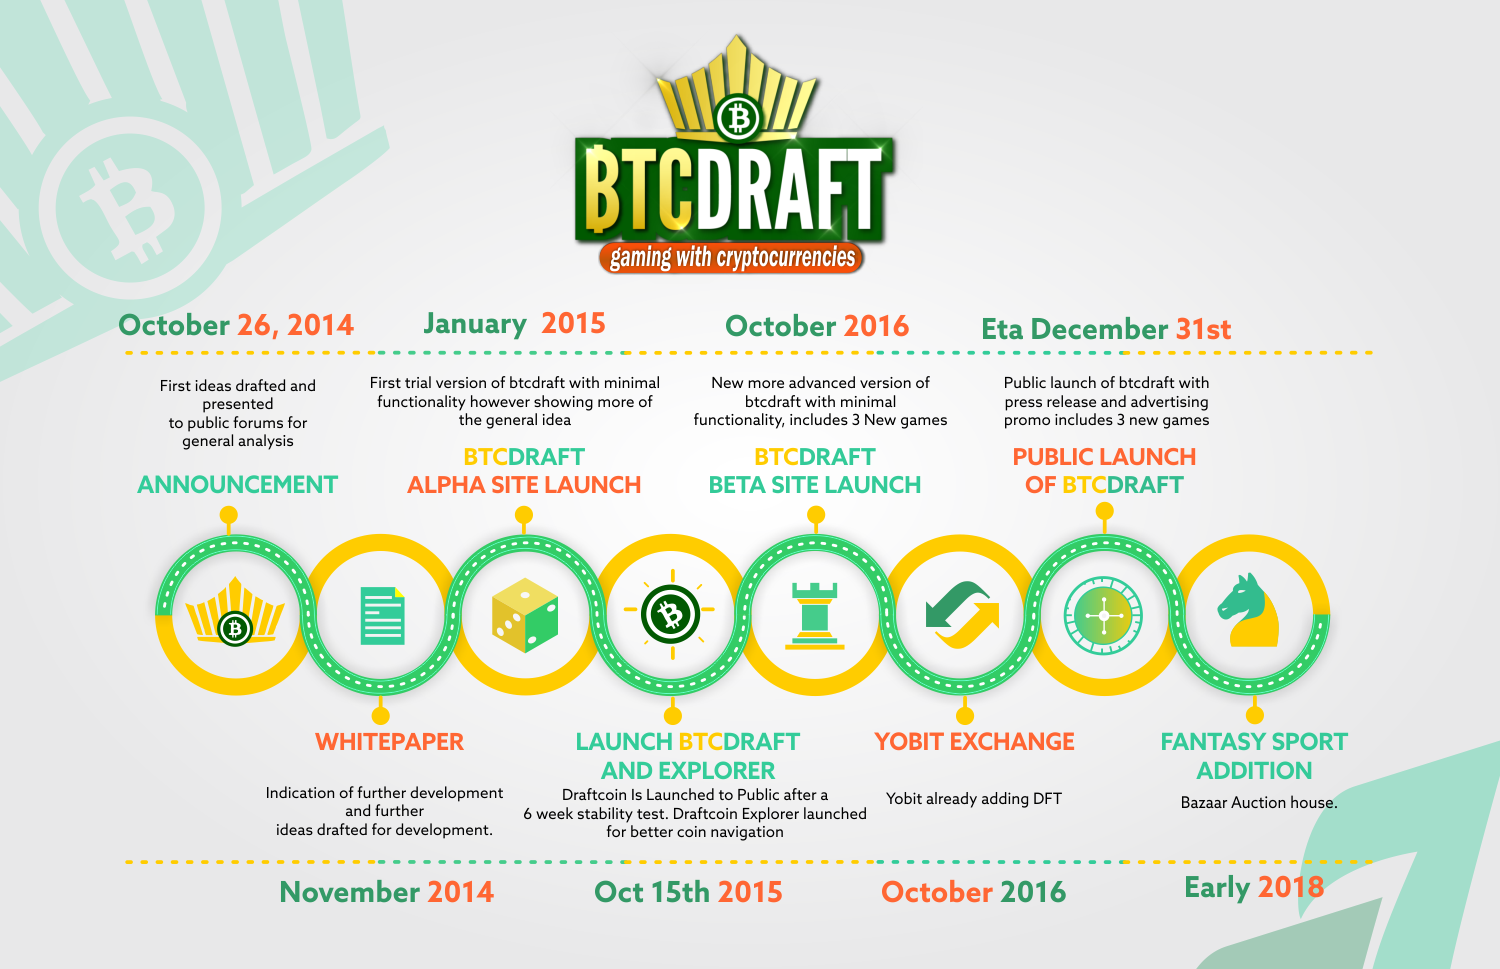 BTCDRAFT
gaming with cryptocurrencies
October 26, 2014
First ideas drafted and
presented
to public forums for
general analysis
ANNOUNCEMENT
January 2015
First trial version of btcdraft with minimal
functionality however showing more of
the general idea
BTCDRAFT
ALPHA SITE LAUNCH
October 2016
New more advanced version of
btcdraft with minimal
functionality, includes 3 New games
BTCDRAFT
BETA SITE LAUNCH
Eta December 31st
Public launch of btcdraft with
press release and advertising
promo includes 3 new games
PUBLIC LAUNCH
OF BTCDRAFT
WHITEPAPER
Indication of further development
and further
ideas drafted for development.
November 2014
LAUNCH BTCDRAFT
AND EXPLORER
Draftcoin Is Launched to Public after a
6 week stability test. Draftcoin Explorer launched
for better coin navigation
Oct 15th 2015
YOBIT EXCHANGE
Yobit already adding DFT
October 2016
FANTASY SPORT
ADDITION
Bazaar Auction house.
Early 2018